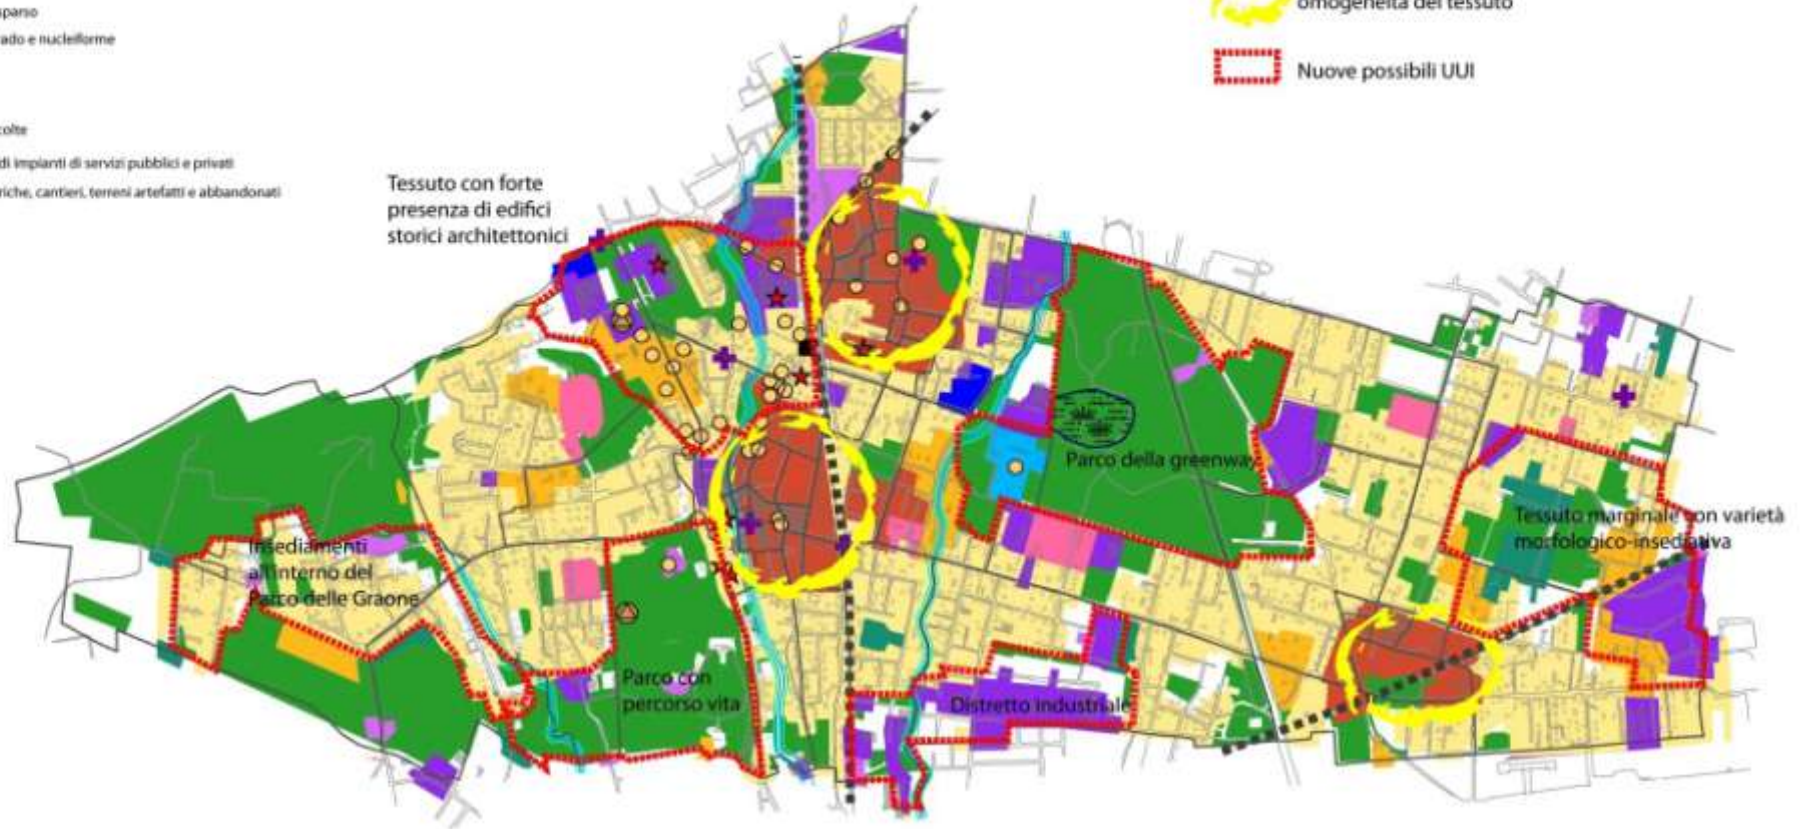 sparso
rado e nucleiforme
colte
di impianti di servizi pubblici e privati
riche, cantieri, terreni artefatti e abbandonati
omogeneità del tessuto
Nuove possibili UUI
Tessuto con forte
presenza di edifici
storici architettonici
Parco della greenway
Tessuto marginale con varietà
morfologico-insediativa
Insediamenti
all'interno del
Parco delle Graone
Parco con
percorso vita
Distretto industriale